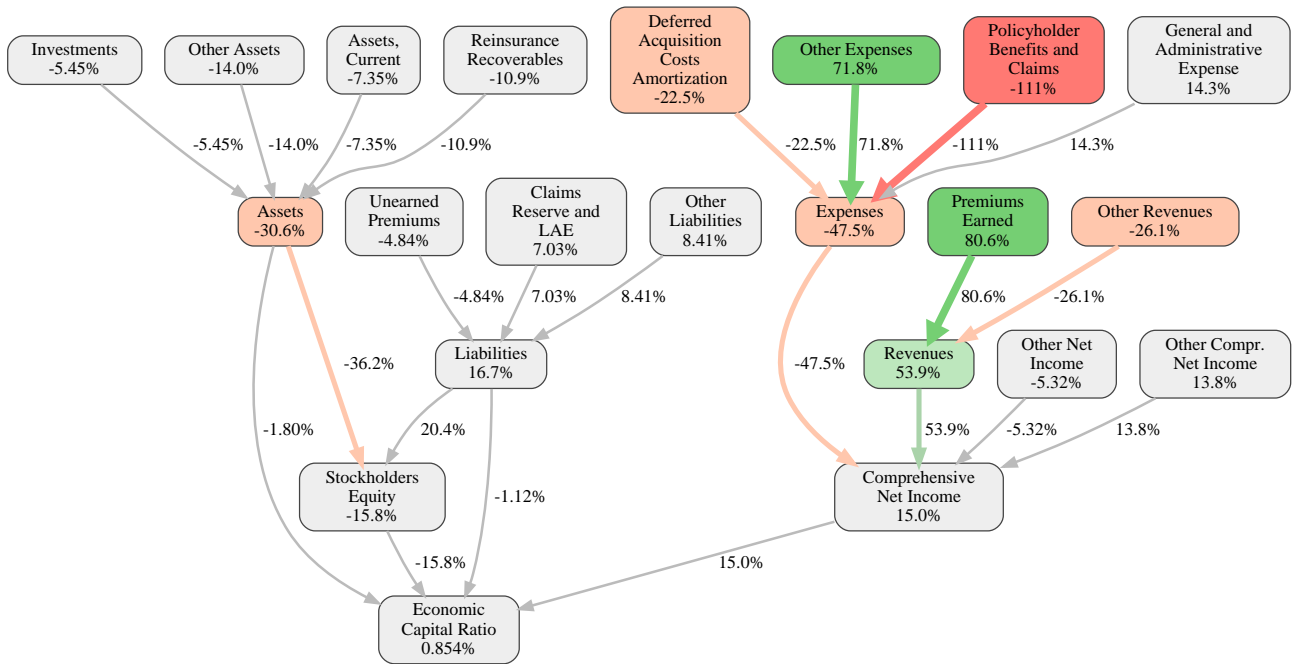 Investments
-5.45%
Other Assets
-14.0%
Assets,
Current
-7.35%
Reinsurance
Recoverables
-10.9%
Deferred
Acquisition
Costs
Amortization
-22.5%
Other Expenses
71.8%
Policyholder
Benefits and
Claims
-111%
General and
Administrative
Expense
14.3%
-5.45%
-14.0%
-7.35%
-10.9%
-22.5%
71.8%
-111%
14.3%
Assets
-30.6%
Unearned
Premiums
-4.84%
Claims
Reserve and
LAE
7.03%
Other
Liabilities
8.41%
Expenses
-47.5%
Premiums
Earned
80.6%
Other Revenues
-26.1%
-4.84%
7.03%
8.41%
80.6%
-26.1%
-36.2%
Liabilities
16.7%
-47.5%
Revenues
53.9%
Other Net
Income
-5.32%
Other Compr.
Net Income
13.8%
-1.80%
20.4%
53.9%
-5.32%
13.8%
Stockholders
Equity
-15.8%
-1.12%
Comprehensive
Net Income
15.0%
-15.8%
15.0%
Economic
Capital Ratio
0.854%